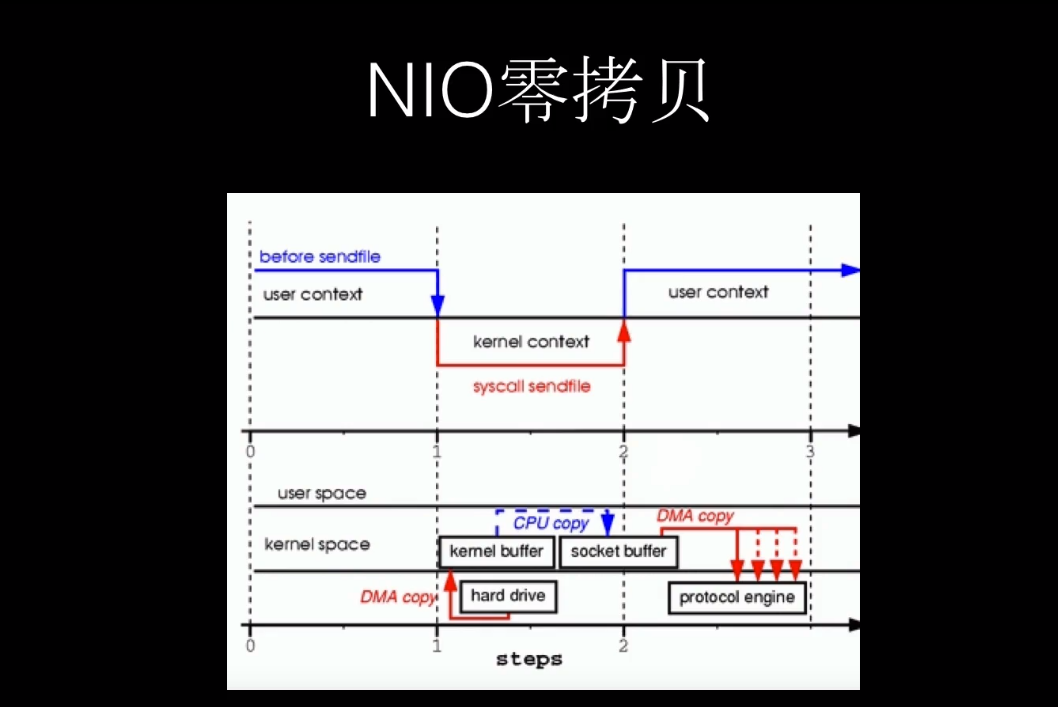 NIO零拷贝
before sendfile
user context
user context
kernel context
syscall sendfile
0 1 2 3
user space
CPU copy
DMA copy
kernel space
kernel buffer
socket buffer
DMA copy
hard drive
protocol engine
0 1 2
steps